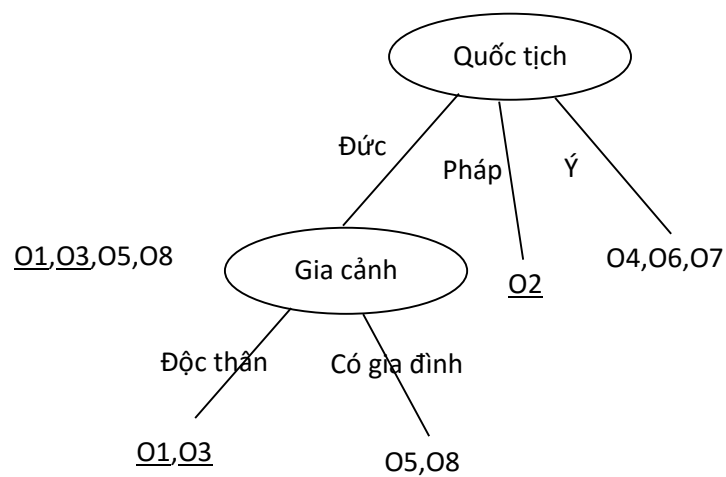 Quốc tịch
Đức
Pháp
Ý
O1,O3,O5,O8
Gia cảnh
O2
O4,O6,O7
Độc thân
Có gia đình
O1,O3
O5,O8